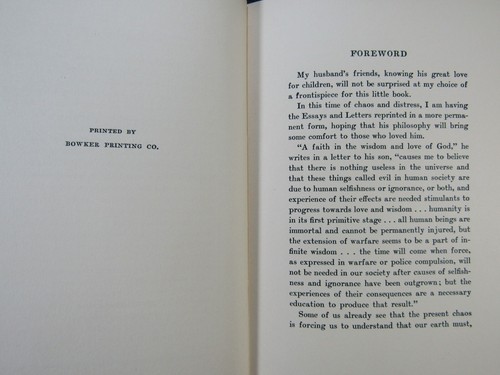 PRINTED BY
BOWKER PRINTING CO.
FOREWORD
My husband's friends, knowing his great love
for children, will not be surprised at my choice of
a frontispiece for this little book.
In this time of chaos and distress, I am having
the Essays and Letters reprinted in a more perma-
nent form, hoping that his philosophy will bring
some comfort to those who loved him.
"A faith in the wisdom and love of God," he
writes in a letter to his son, "causes me to believe
that there is nothing useless in the universe and
that these things called evil in human society are
due to human selfishness or ignorance, or both, and
experience of their effects are needed stimulants to
progress towards love and wisdom . . . humanity is
in its first primitive stage . . . all human beings are
immortal and cannot be permanently injured, but
the extension of warfare seems to be a part of in-
finite wisdom . . . the time will come when force,
as expressed in warfare or police compulsion, will
not be needed in our society after causes of selfish-
ness and ignorance have been outgrown; but the
experiences of their consequences are a necessary
education to produce that result."
Some of us already see that the present chaos
is forcing us to understand that our earth must,